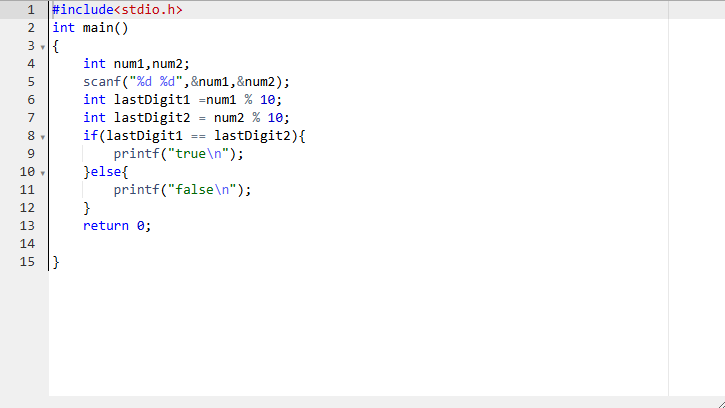 1 #include<stdio.h>
2 int main()
3 {
4 int num1,num2;
5 scanf("%d %d",&num1,&num2);
6 int lastDigit1 =num1 % 10;
7 int lastDigit2 = num2 % 10;
8 if(lastDigit1 == lastDigit2){
9 printf("true\n");
10 }else{
11 printf("false\n");
12 }
13 return 0;
14
15 }